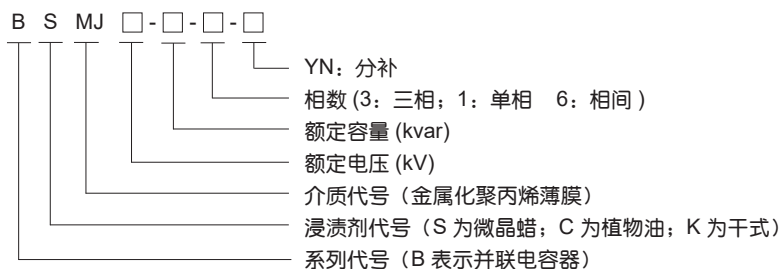 B S MJ □-□-□-□
YN：分补
相数 (3：三相；1：单相 6：相间 )
额定容量 (kvar)
额定电压 (kV)
介质代号（金属化聚丙烯薄膜）
浸渍剂代号（S 为微晶蜡；C 为植物油；K 为干式）
系列代号（B 表示并联电容器）